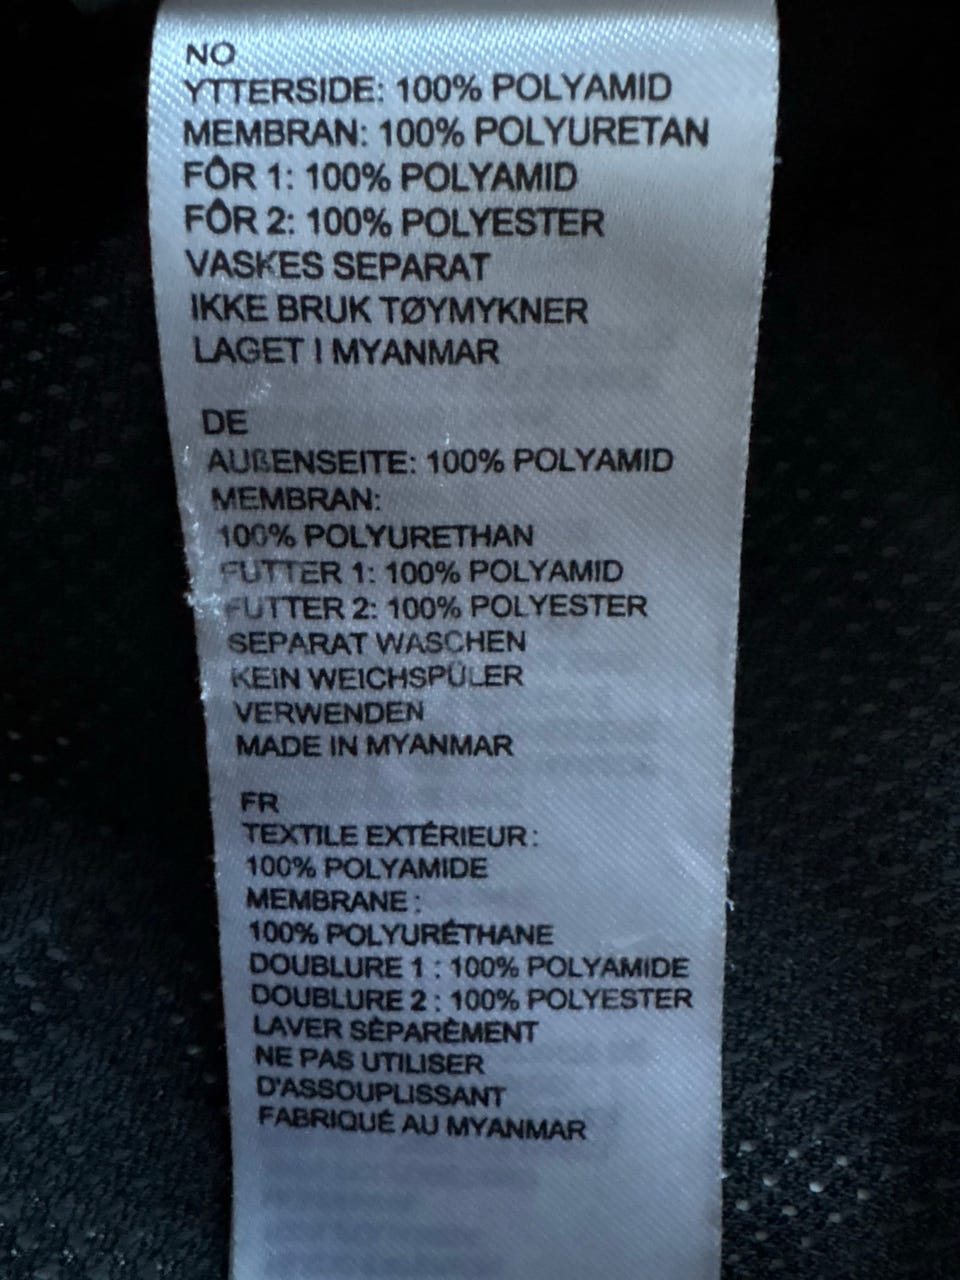 NO
YTTERSIDE: 100% POLYAMID
MEMBRAN: 100% POLYURETAN
FÔR 1: 100% POLYAMID
FÔR 2: 100% POLYESTER
VASKES SEPARAT
IKKE BRUK TØYMYKNER
LAGET I MYANMAR
DE
AUßENSEITE: 100% POLYAMID
MEMBRAN:
100% POLYURETHAN
FUTTER 1: 100% POLYAMID
FUTTER 2: 100% POLYESTER
SEPARAT WASCHEN
KEIN WEICHSPÜLER
VERWENDEN
MADE IN MYANMAR
FR
TEXTILE EXTÉRIEUR :
100% POLYAMIDE
MEMBRANE :
100% POLYURÉTHANE
DOUBLURE 1 : 100% POLYAMIDE
DOUBLURE 2 : 100% POLYESTER
LAVER SÈPARÈMENT
NE PAS UTILISER
D'ASSOUPLISSANT
FABRIQUÉ AU MYANMAR